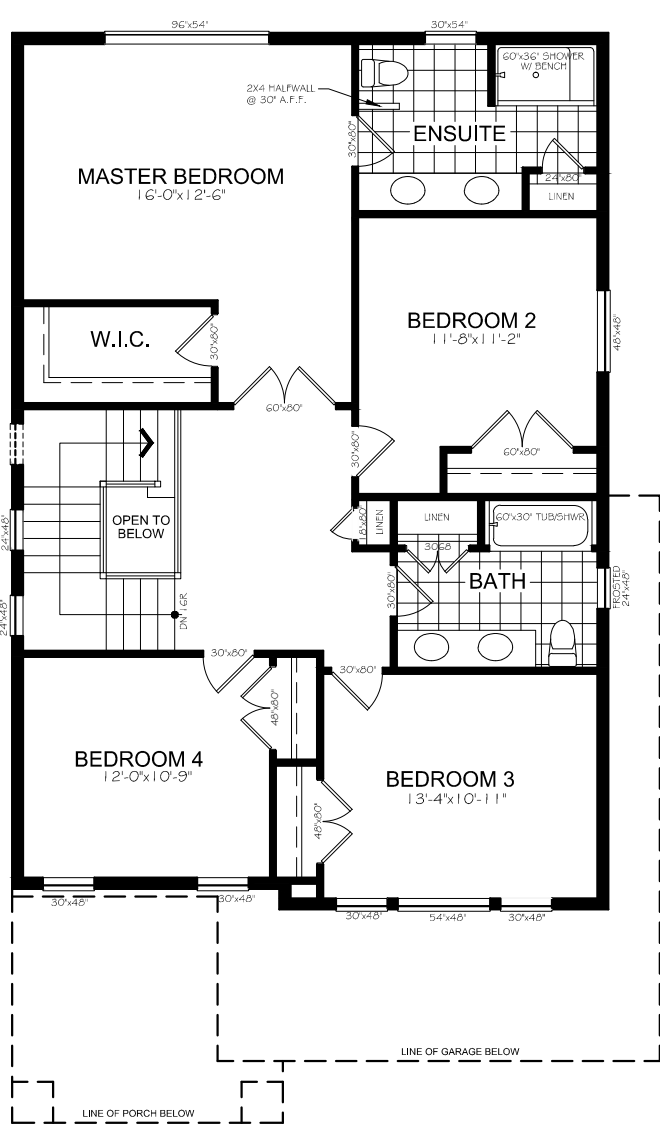 96"x54"
30"x54"
60"x36" SHOWER
W/ BENCH
2X4 HALFWALL
@ 30" A.F.F.
30"x80"
ENSUITE
MASTER BEDROOM
16'-0"x12'-6"
24"x80"
LINEN
BEDROOM 2
11'-8"x11'-2"
48"x48"
W.I.C.
30"x80"
60"x80"
30"x80"
60"x80"
24"x48"
OPEN TO
BELOW
18"x80"
LINEN
LINEN
60"x30" TUB/SHWR
3068
BATH
30"x80"
FROSTED
24"x48"
24"x48"
DN 16R
30"x80"
30"x80"
48"x80"
BEDROOM 4
12'-0"x10'-9"
BEDROOM 3
13'-4"x10'-11"
48"x80"
30"x48"
30"x48"
30"x48"
54"x48"
30"x48"
LINE OF GARAGE BELOW
LINE OF PORCH BELOW